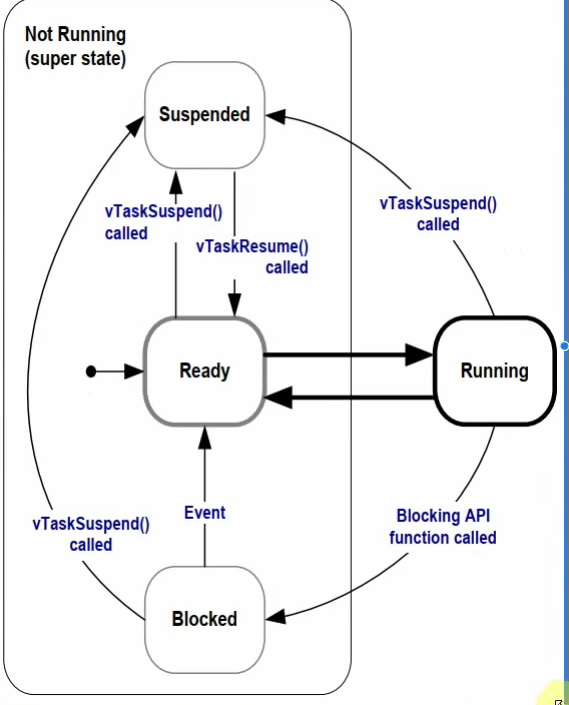 Not Running
(super state)
Suspended
vTaskSuspend()
called
vTaskSuspend()
called
vTaskResume()
called
Ready
Running
Event
Blocking API
function called
vTaskSuspend()
called
Blocked